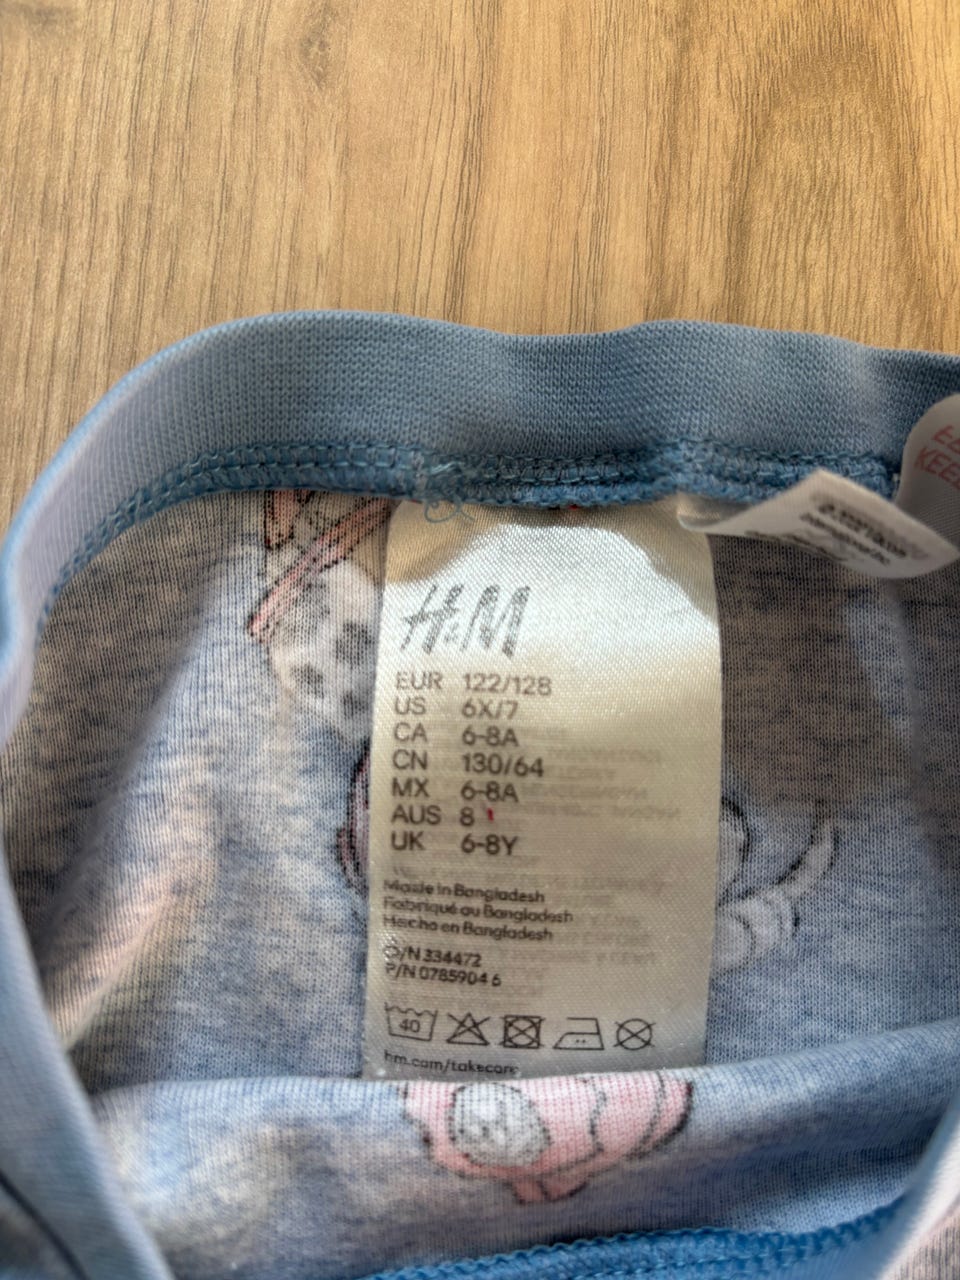 H&M
EUR 122/128
US 6X/7
CA 6-8A
CN 130/64
MX 6-8A
AUS 8
UK 6-8Y
Made in Bangladesh
Fabriqué au Bangladesh
Hecho en Bangladesh
O/N 334472
P/N 0785904 6
40
hm.com/takecare